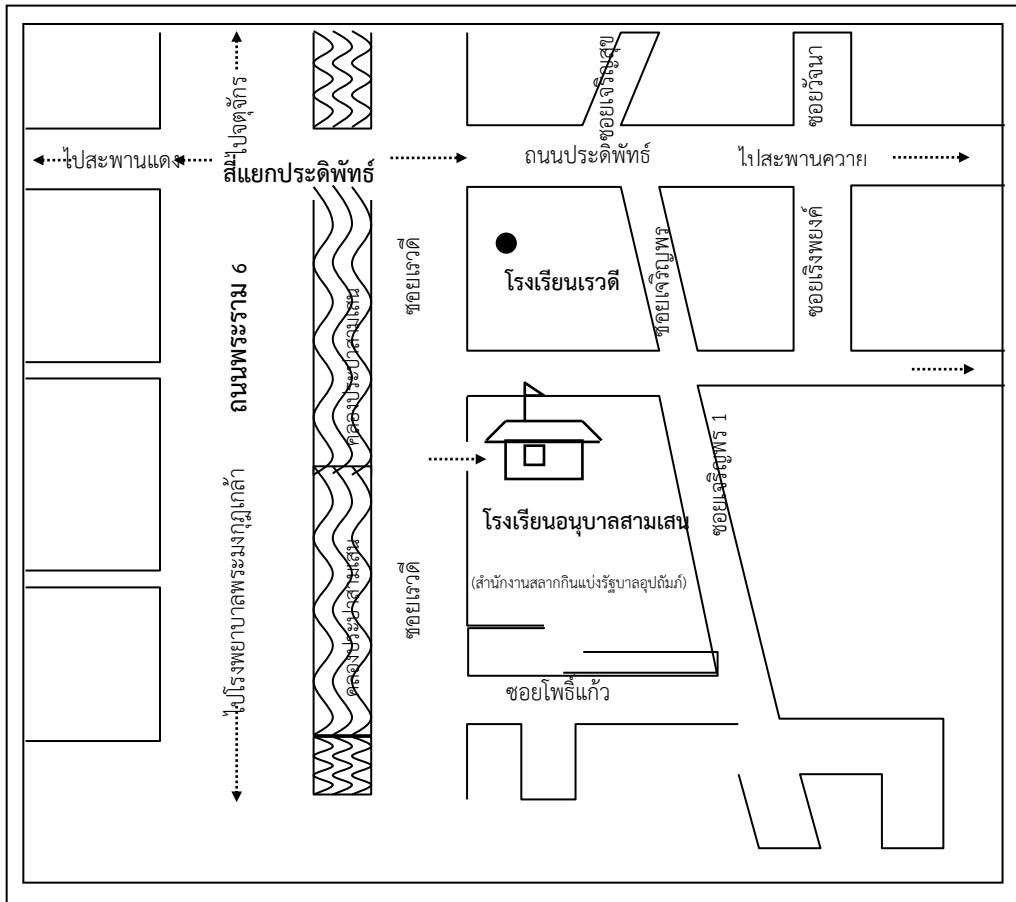 ไปจตุจักร
ซอยเจริญสุข
ซอยวัจนา
ไปสะพานแดง
สี่แยกประดิพัทธ์
ถนนประดิพัทธ์
ไปสะพานควาย
ถนนพระราม 6
คลองประปาสามเสน
ซอยเรวดี
โรงเรียนเรวดี
ซอยเจริญพร
ซอยเริงพยงค์
ไปโรงพยาบาลพระมงกุฎเกล้า
คลองประปาสามเสน
ซอยเรวดี
โรงเรียนอนุบาลสามเสน
(สำนักงานสลากกินแบ่งรัฐบาลอุปถัมภ์)
ซอยเจริญพร 1
ซอยโพธิ์แก้ว